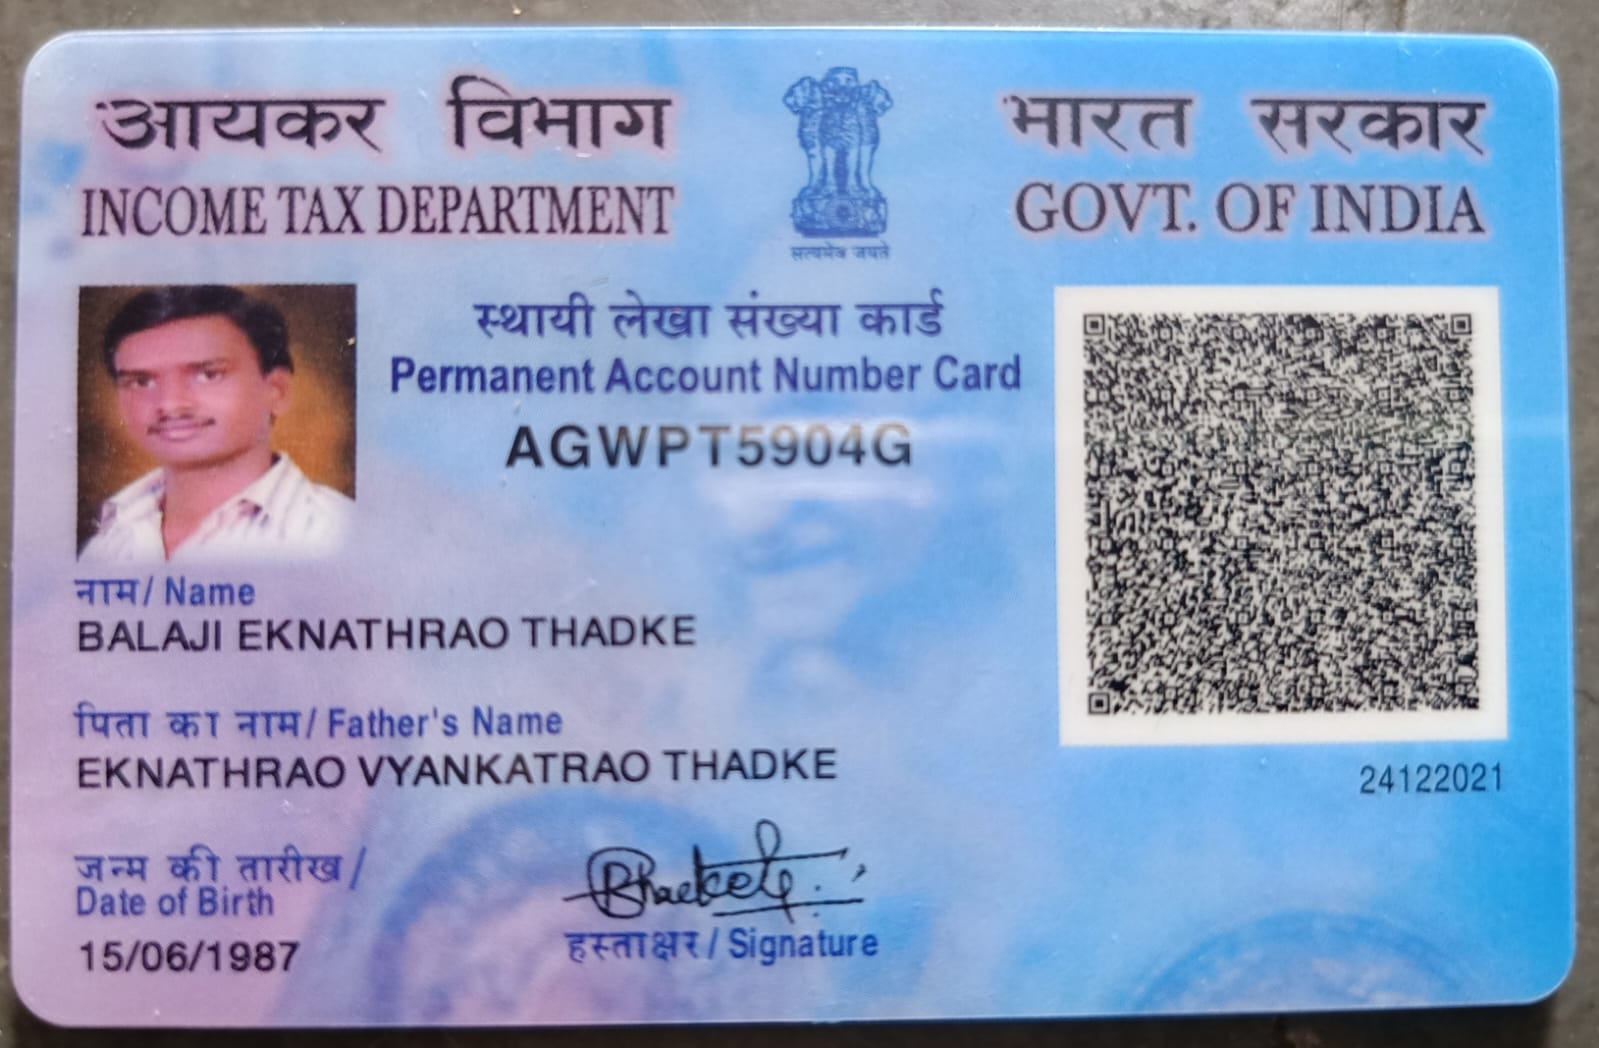 आयकर विभाग
INCOME TAX DEPARTMENT
सत्यमेव जयते
भारत सरकार
GOVT. OF INDIA
स्थायी लेखा संख्या कार्ड
Permanent Account Number Card
AGWPT5904G
नाम / Name
BALAJI EKNATHRAO THADKE
पिता का नाम / Father's Name
EKNATHRAO VYANKATRAO THADKE
24122021
जन्म की तारीख /
Date of Birth
15/06/1987
हस्ताक्षर / Signature